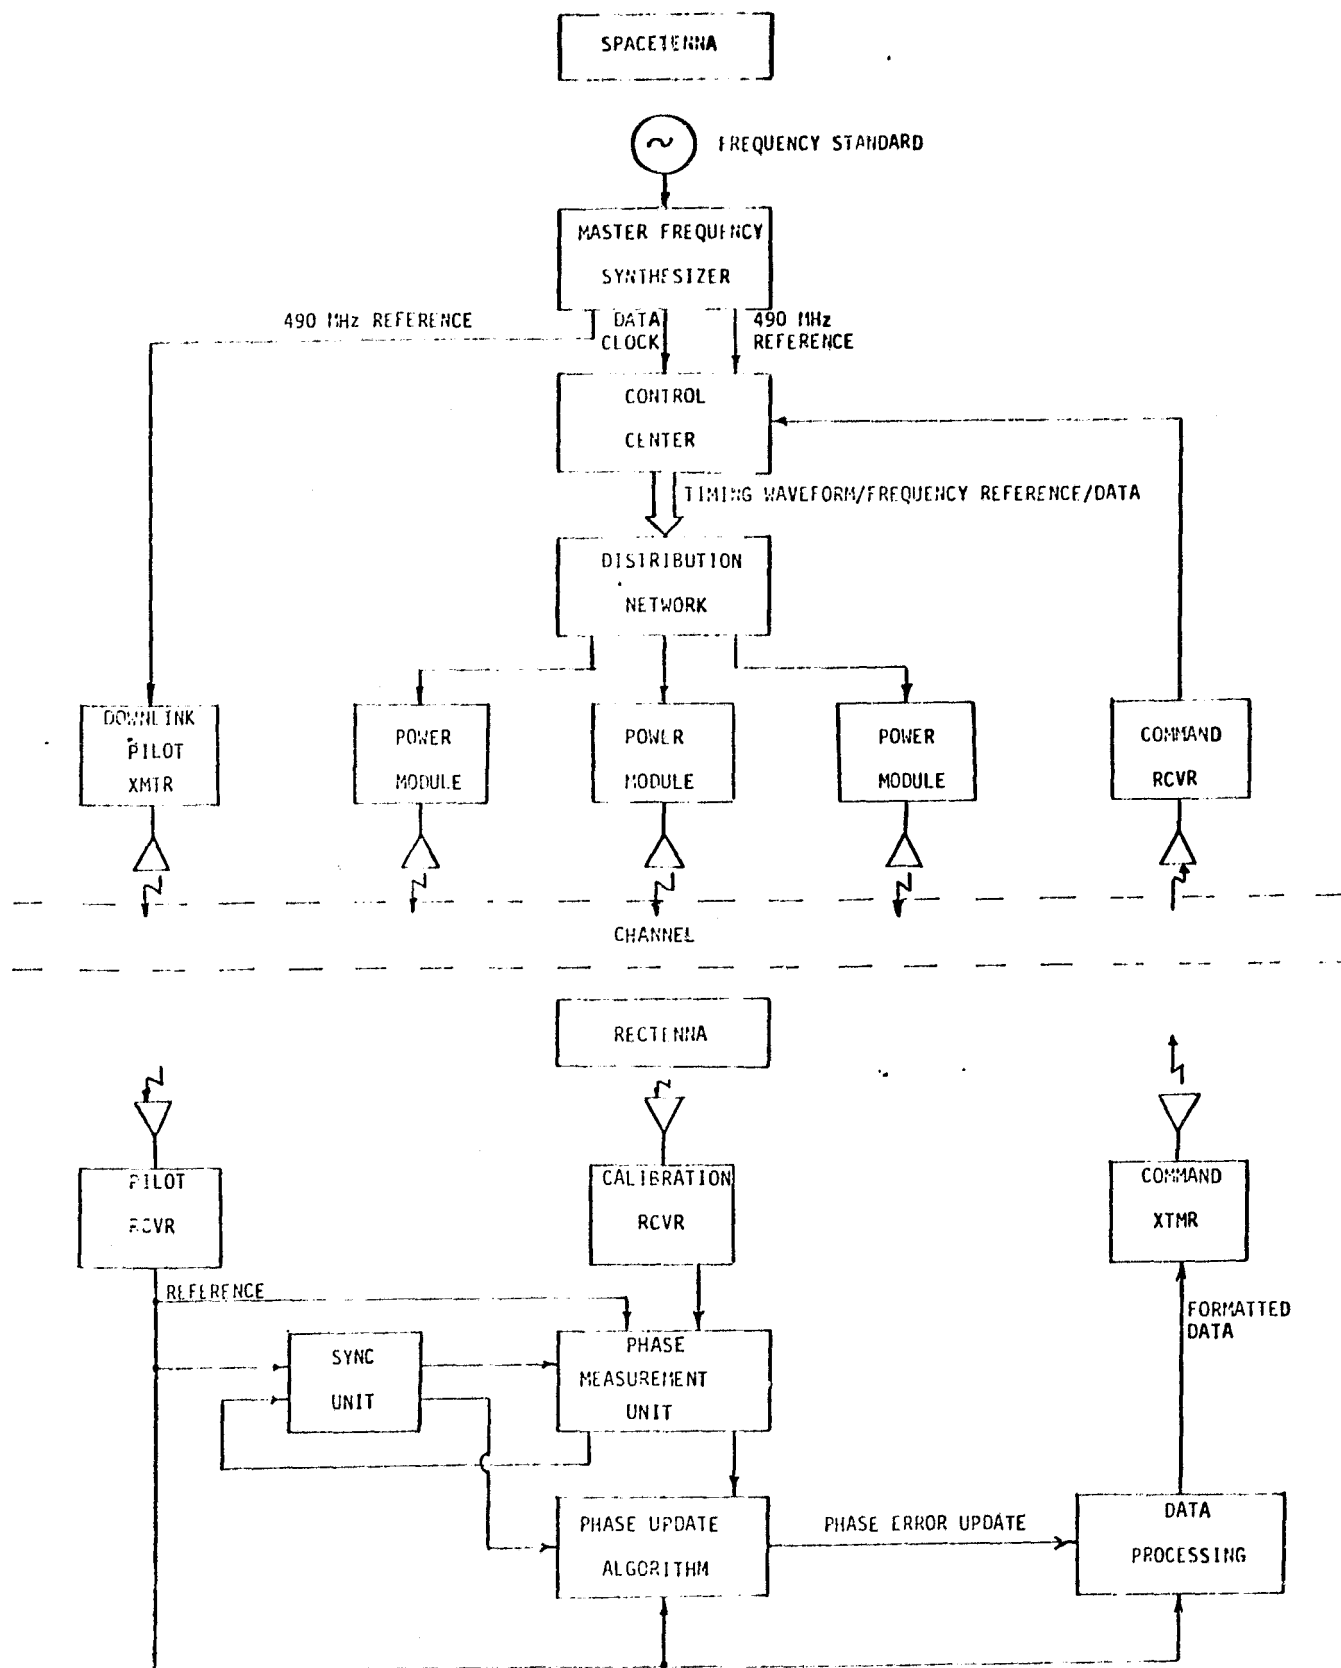 SPACETENNA
FREQUENCY STANDARD
MASTER FREQUENCY
SYNTHESIZER
490 MHz REFERENCE
DATA
CLOCK
490 MHz
REFERENCE
CONTROL
CENTER
TIMING WAVEFORM/FREQUENCY REFERENCE/DATA
DISTRIBUTION
NETWORK
DOWNLINK
PILOT
XMTR
POWER
MODULE
POWER
MODULE
POWER
MODULE
COMMAND
RCVR
CHANNEL
RECTENNA
PILOT
RCVR
CALIBRATION
RCVR
COMMAND
XTMR
REFERENCE
FORMATTED
DATA
SYNC
UNIT
PHASE
MEASUREMENT
UNIT
PHASE UPDATE
ALGORITHM
PHASE ERROR UPDATE
DATA
PROCESSING